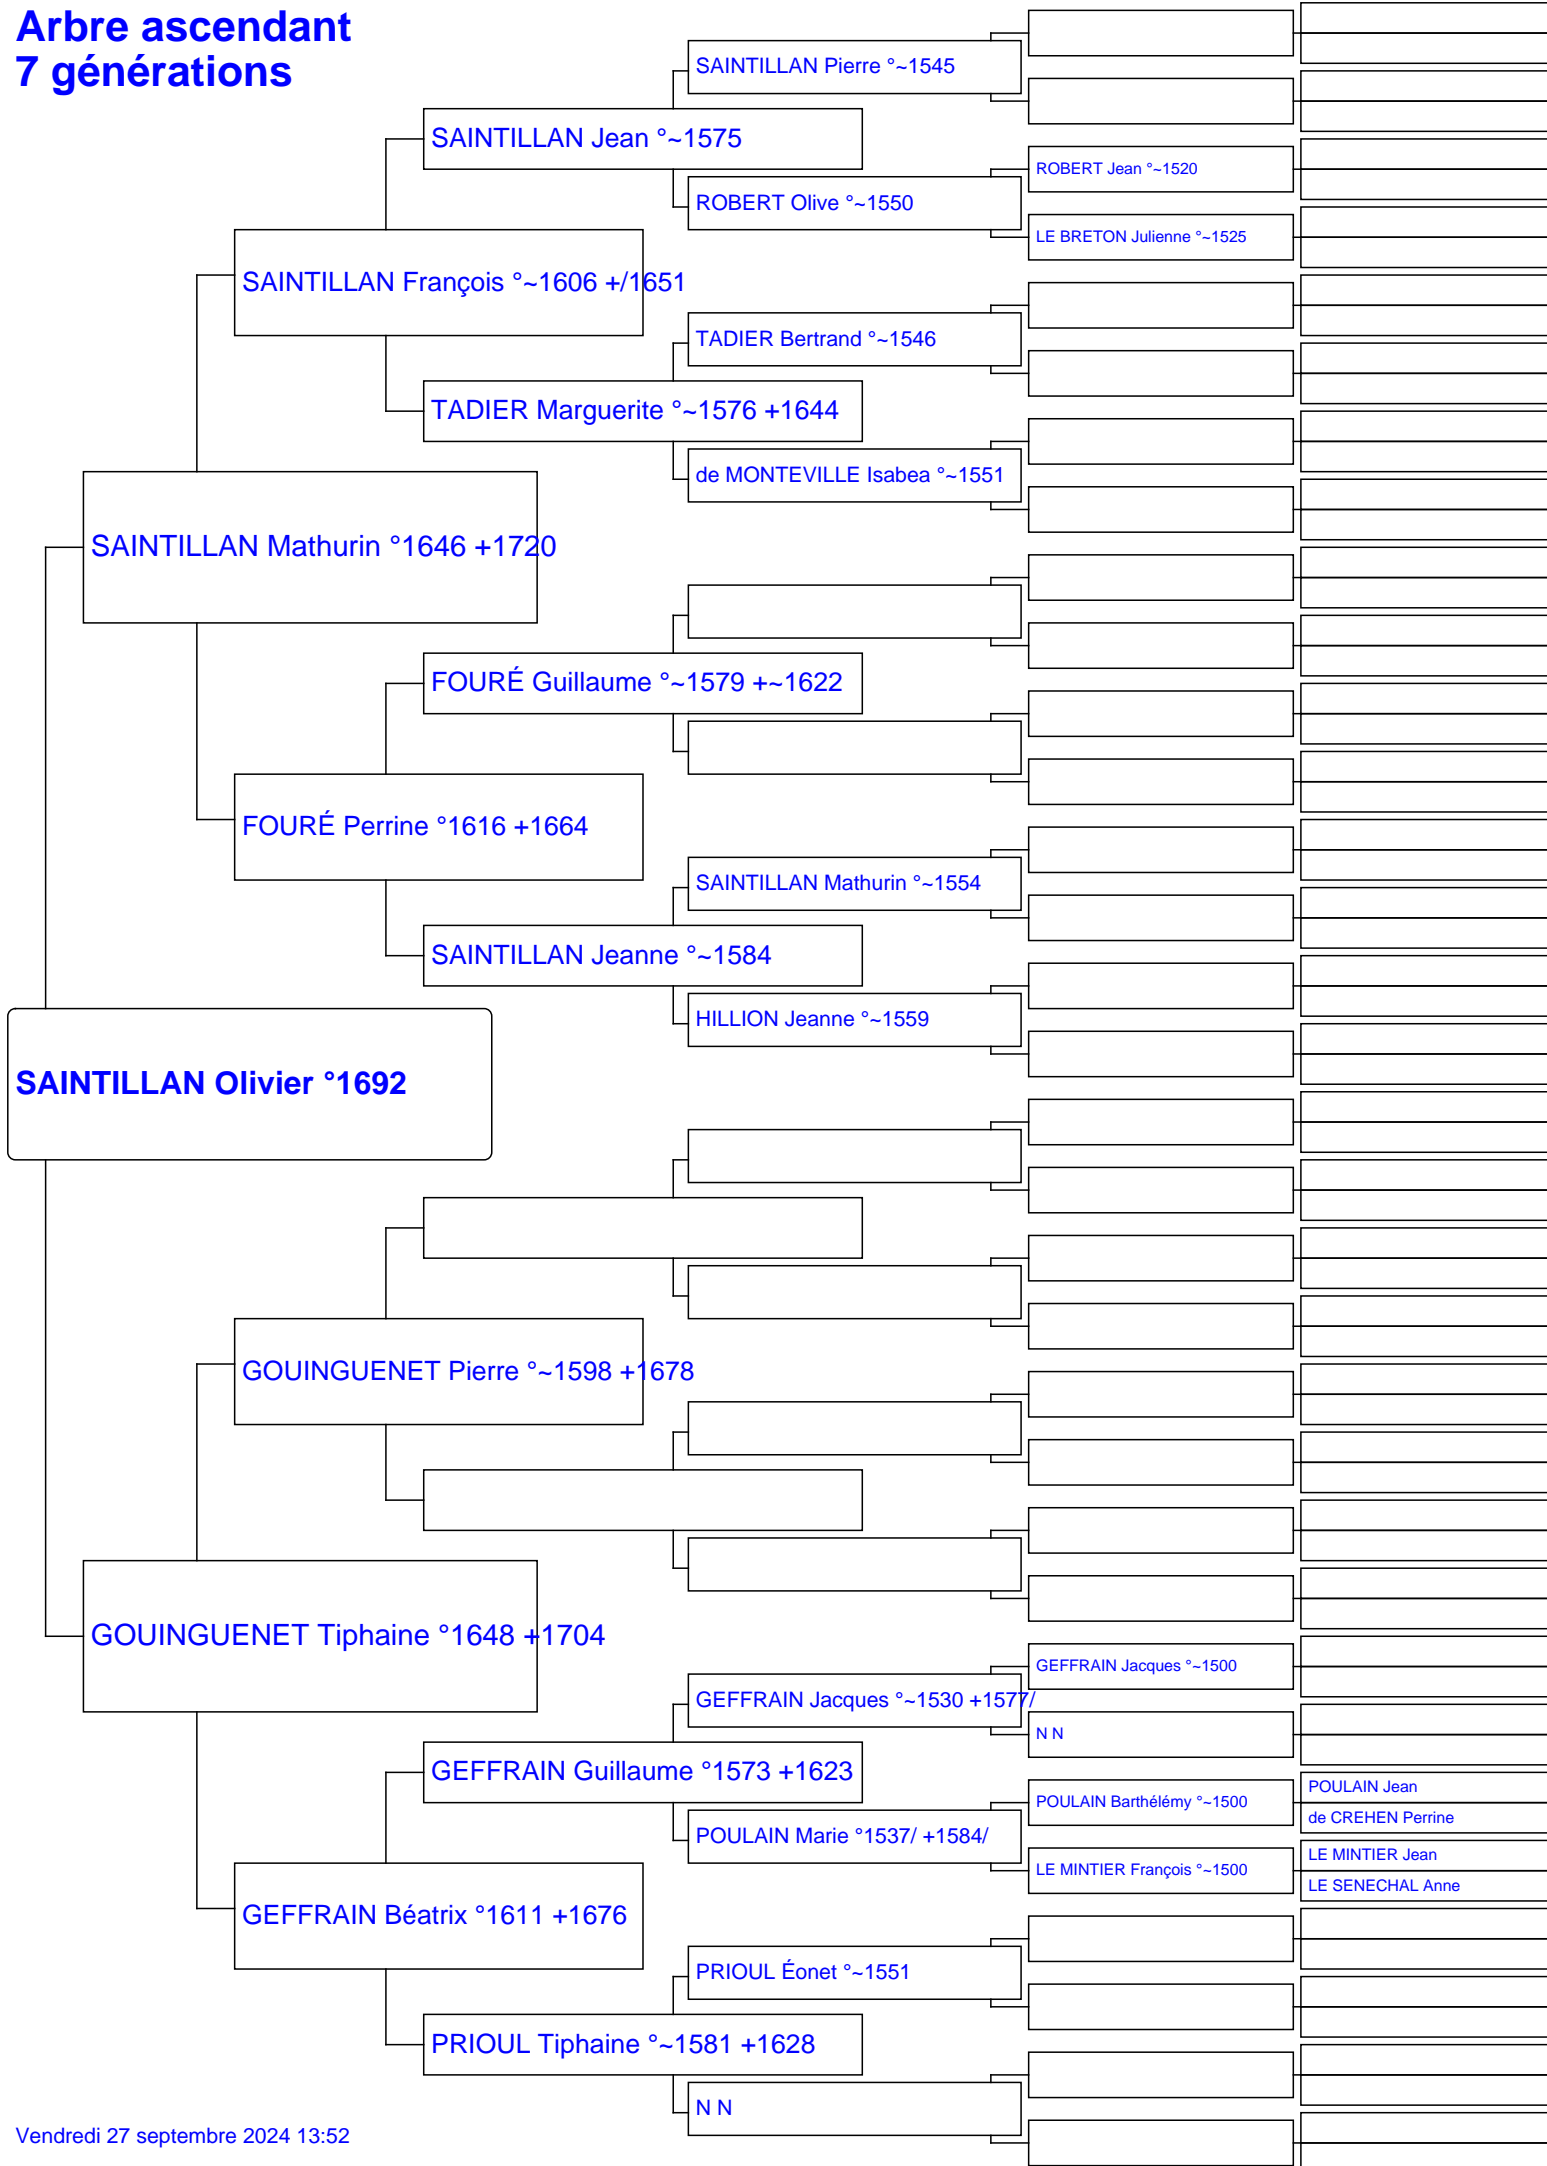 Arbre ascendant
7 générations
SAINTILLAN Pierre °~1545
SAINTILLAN Jean °~1575
ROBERT Jean °~1520
ROBERT Olive °~1550
LE BRETON Julienne °~1525
SAINTILLAN François °~1606 +/1651
TADIER Bertrand °~1546
TADIER Marguerite °~1576 +1644
de MONTEVILLE Isabea °~1551
SAINTILLAN Mathurin °1646 +1720
FOURÉ Guillaume °~1579 +~1622
FOURÉ Perrine °1616 +1664
SAINTILLAN Mathurin °~1554
SAINTILLAN Jeanne °~1584
HILLION Jeanne °~1559
SAINTILLAN Olivier °1692
GOUINGUENET Pierre °~1598 +1678
GOUINGUENET Tiphaine °1648 +1704
GEFFRAIN Jacques °~1500
GEFFRAIN Jacques °~1530 +1577/
N N
GEFFRAIN Guillaume °1573 +1623
POULAIN Jean
POULAIN Barthélémy °~1500
de CREHEN Perrine
POULAIN Marie °1537/ +1584/
LE MINTIER Jean
LE MINTIER François °~1500
LE SENECHAL Anne
GEFFRAIN Béatrix °1611 +1676
PRIOUL Éonet °~1551
PRIOUL Tiphaine °~1581 +1628
N N
Vendredi 27 septembre 2024 13:52